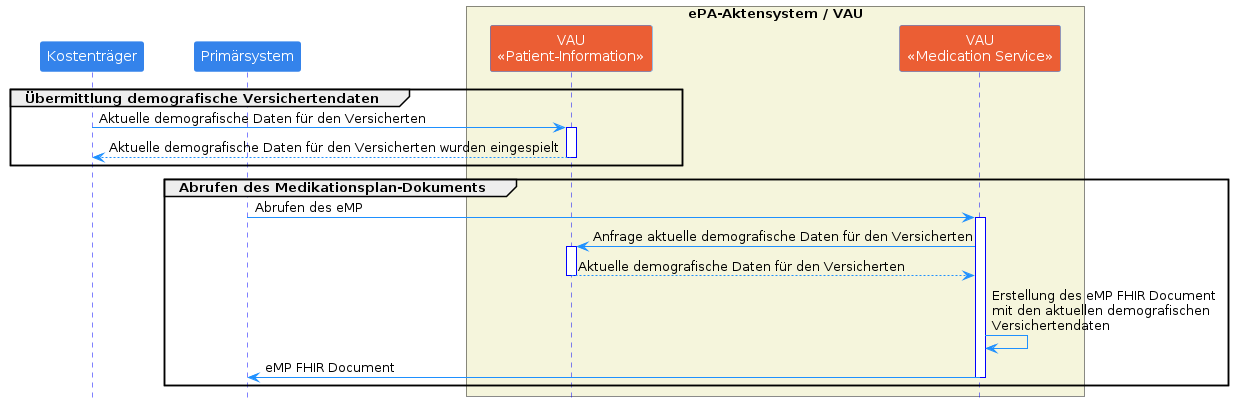 ePA-Aktensystem / VAU
Kostenträger
Primärsystem
VAU
«Patient-Information»
VAU
«Medication Service»
Übermittlung demografische Versichertendaten
Aktuelle demografische Daten für den Versicherten
Aktuelle demografische Daten für den Versicherten wurden eingespielt
Abrufen des Medikationsplan-Dokuments
Abrufen des eMP
Anfrage aktuelle demografische Daten für den Versicherten
Aktuelle demografische Daten für den Versicherten
Erstellung des eMP FHIR Document
mit den aktuellen demografischen
Versichertendaten
eMP FHIR Document